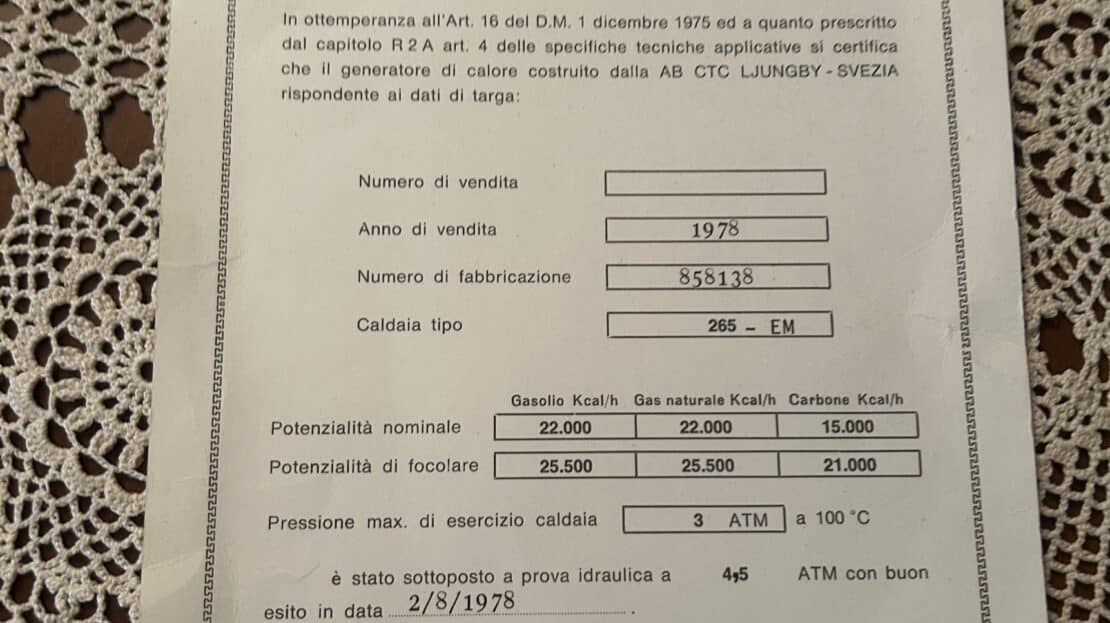 In ottemperanza all'Art. 16 del D.M. 1 dicembre 1975 ed a quanto prescritto
dal capitolo R 2 A art. 4 delle specifiche tecniche applicative si certifica
che il generatore di calore costruito dalla AB CTC LJUNGBY - SVEZIA
rispondente ai dati di targa:
Numero di vendita
Anno di vendita 1978
Numero di fabbricazione 858138
Caldaia tipo 265 - EM
Gasolio Kcal/h Gas naturale Kcal/h Carbone Kcal/h
Potenzialità nominale 22.000 22.000 15.000
Potenzialità di focolare 25.500 25.500 21.000
Pressione max. di esercizio caldaia 3 ATM a 100 °C
è stato sottoposto a prova idraulica a 4,5 ATM con buon
esito in data 2/8/1978 .